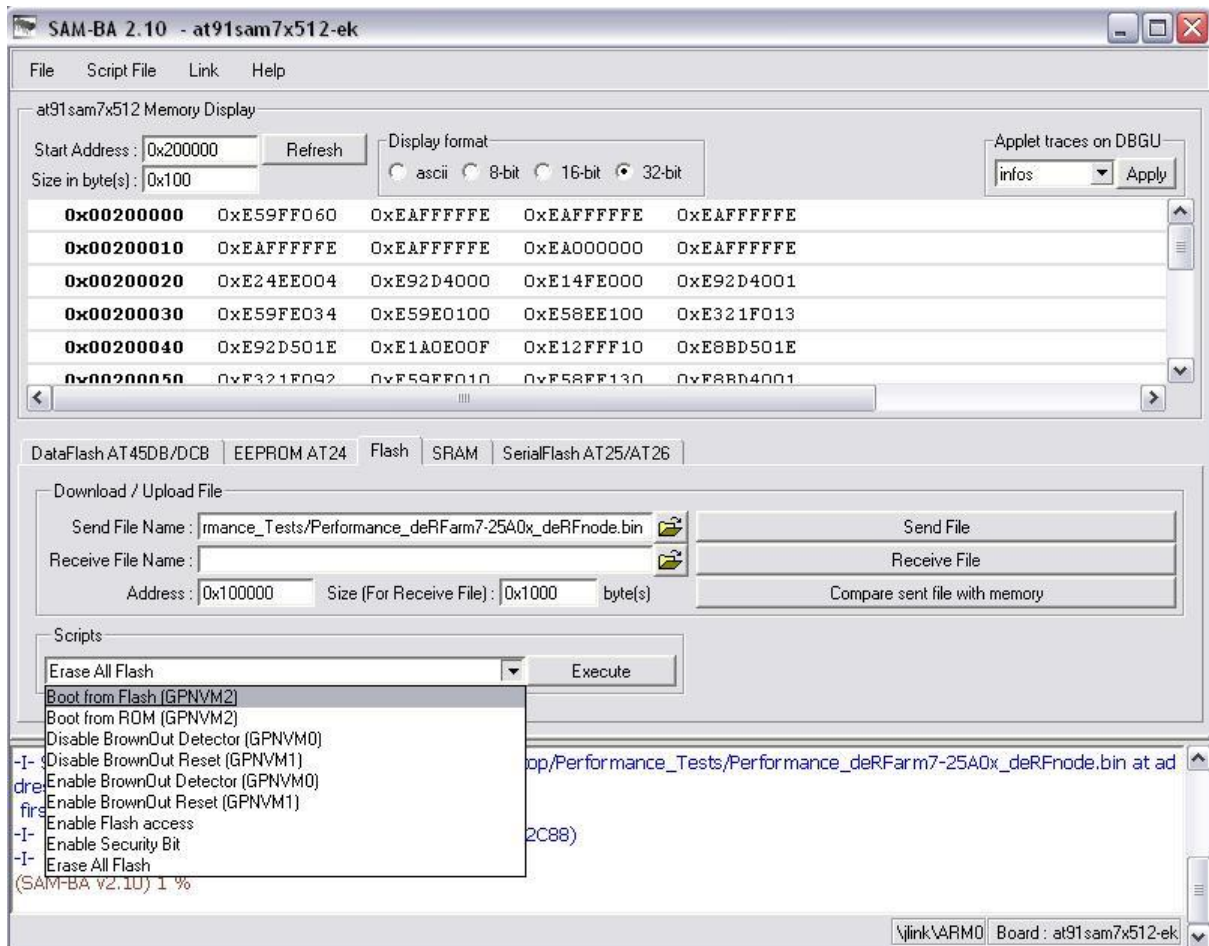 SAM-BA 2.10 - at91sam7x512-ek
File Script File Link Help
at91sam7x512 Memory Display
Start Address : 0x200000 Refresh
Size in byte(s) : 0x100
Display format
ascii 8-bit 16-bit 32-bit
Applet traces on DBGU
infos Apply
0x00200000 0xE59FF060 0xEAFFFFFE 0xEAFFFFFE 0xEAFFFFFE
0x00200010 0xEAFFFFFE 0xEAFFFFFE 0xEA000000 0xEAFFFFFE
0x00200020 0xE24EE004 0xE92D4000 0xE14FE000 0xE92D4001
0x00200030 0xE59FE034 0xE59E0100 0xE58EE100 0xE321F013
0x00200040 0xE92D501E 0xE1A0E00F 0xE12FFF10 0xE8BD501E
0x00200050 0xE321F092 0xE59FE010 0xE58EE130 0xE8BD4001
DataFlash AT45DB/DCB EEPROM AT24 Flash SRAM SerialFlash AT25/AT26
Download / Upload File
Send File Name : rmance_Tests/Performance_deRFarm7-25A0x_deRFnode.bin Send File
Receive File Name : Receive File
Address : 0x100000 Size (For Receive File) : 0x1000 byte(s) Compare sent file with memory
Scripts
Erase All Flash Execute
Boot from Flash (GPNVM2)
Boot from ROM (GPNVM2)
Disable BrownOut Detector (GPNVM0)
Disable BrownOut Reset (GPNVM1)
Enable BrownOut Detector (GPNVM0)
Enable BrownOut Reset (GPNVM1)
Enable Flash access
Enable Security Bit
Erase All Flash
-I- op/Performance_Tests/Performance_deRFarm7-25A0x_deRFnode.bin at ad
dres
firs
-I- 2C88)
-I-
(SAM-BA v2.10) 1 %
\jlink\ARM0 Board : at91sam7x512-ek